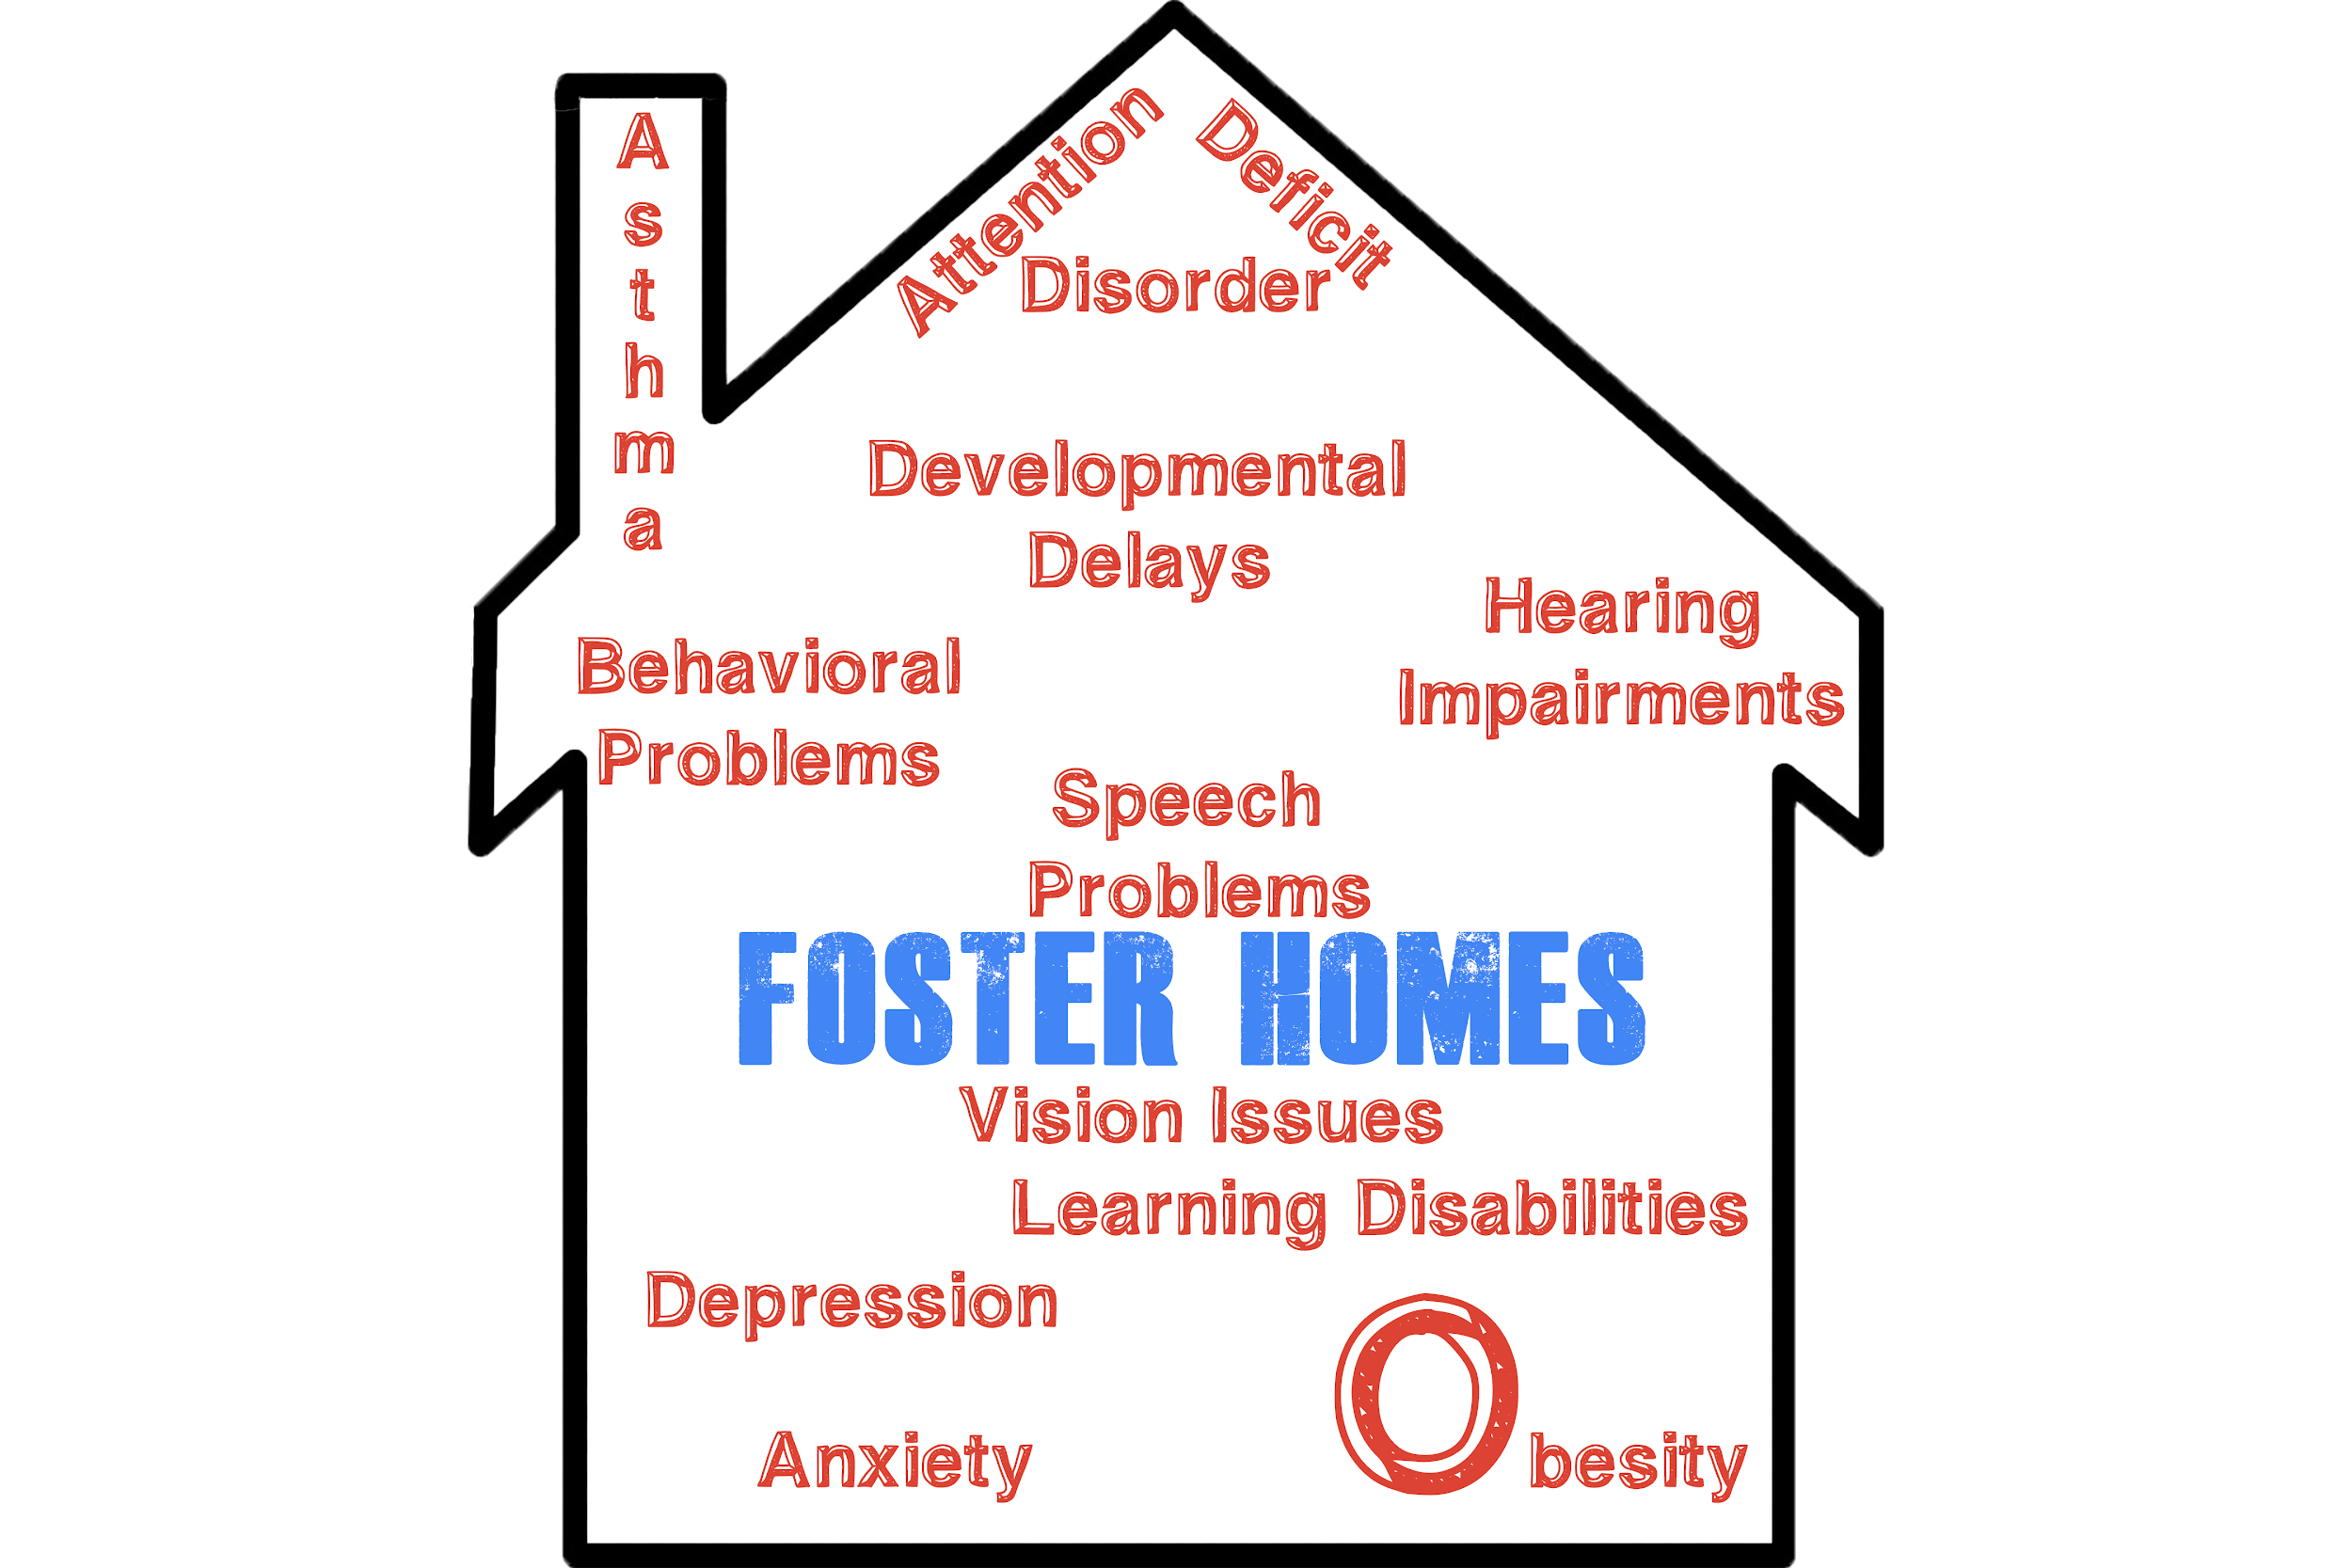 Asthma
Attention
Deficit
Disorder
Developmental
Delays
Hearing
Impairments
Behavioral
Problems
Speech
Problems
FOSTER HOMES
Vision Issues
Learning Disabilities
Depression
Anxiety
Obesity